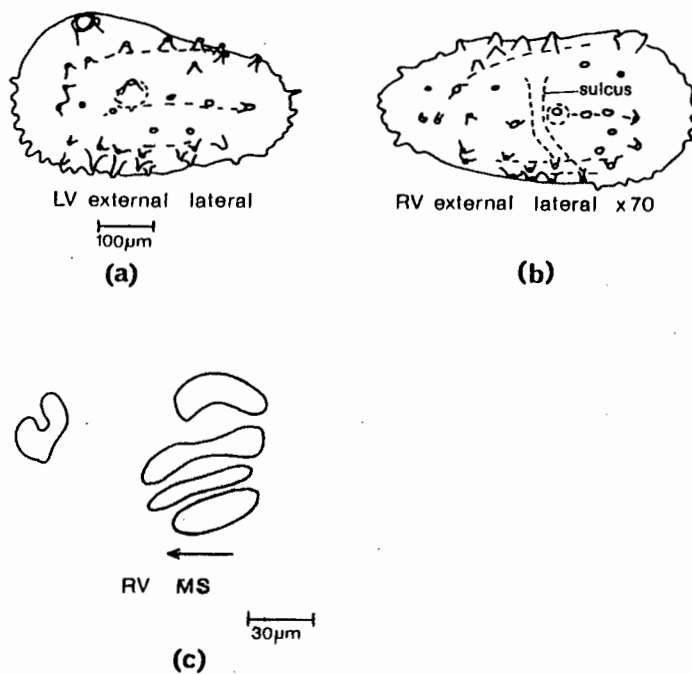 sulcus
LV external lateral
100µm
(a)
RV external lateral x70
(b)
RV MS
30µm
(c)